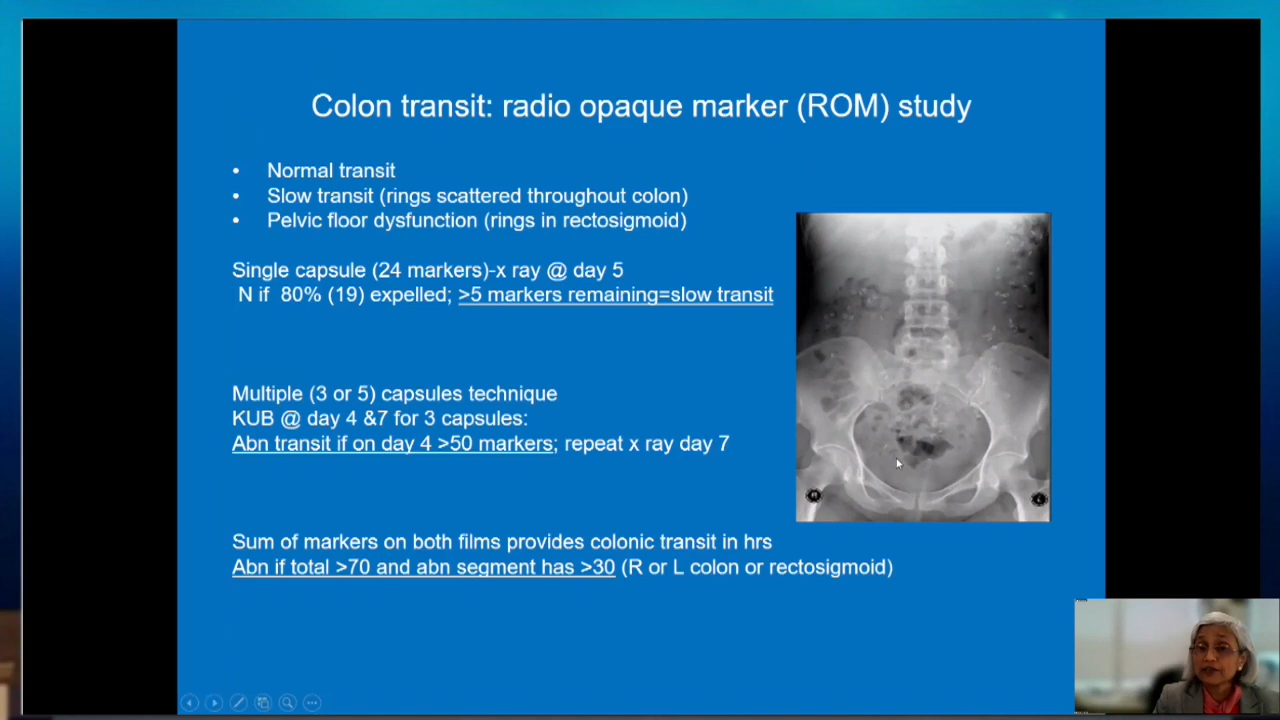 Colon transit: radio opaque marker (ROM) study
• Normal transit
• Slow transit (rings scattered throughout colon)
• Pelvic floor dysfunction (rings in rectosigmoid)
Single capsule (24 markers)-x ray @ day 5
N if 80% (19) expelled; >5 markers remaining=slow transit
Multiple (3 or 5) capsules technique
KUB @ day 4 &7 for 3 capsules:
Abn transit if on day 4 >50 markers; repeat x ray day 7
Sum of markers on both films provides colonic transit in hrs
Abn if total >70 and abn segment has >30 (R or L colon or rectosigmoid)